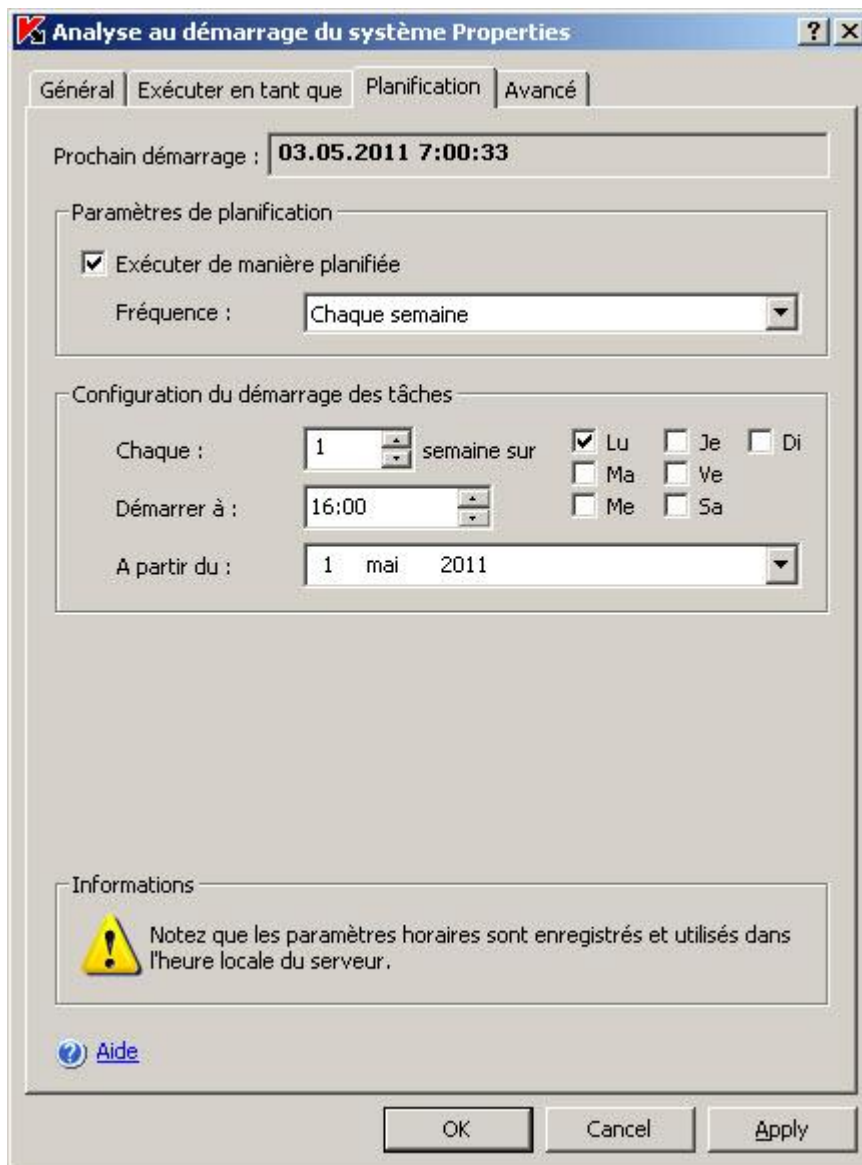 Analyse au démarrage du système Properties
Général Exécuter en tant que Planification Avancé
Prochain démarrage : 03.05.2011 7:00:33
Paramètres de planification
Exécuter de manière planifiée
Fréquence : Chaque semaine
Configuration du démarrage des tâches
Chaque : 1 semaine sur Lu Je Di
Ma Ve
Démarrer à : 16:00 Me Sa
A partir du : 1 mai 2011
Informations
Notez que les paramètres horaires sont enregistrés et utilisés dans
l'heure locale du serveur.
Aide
OK Cancel Apply